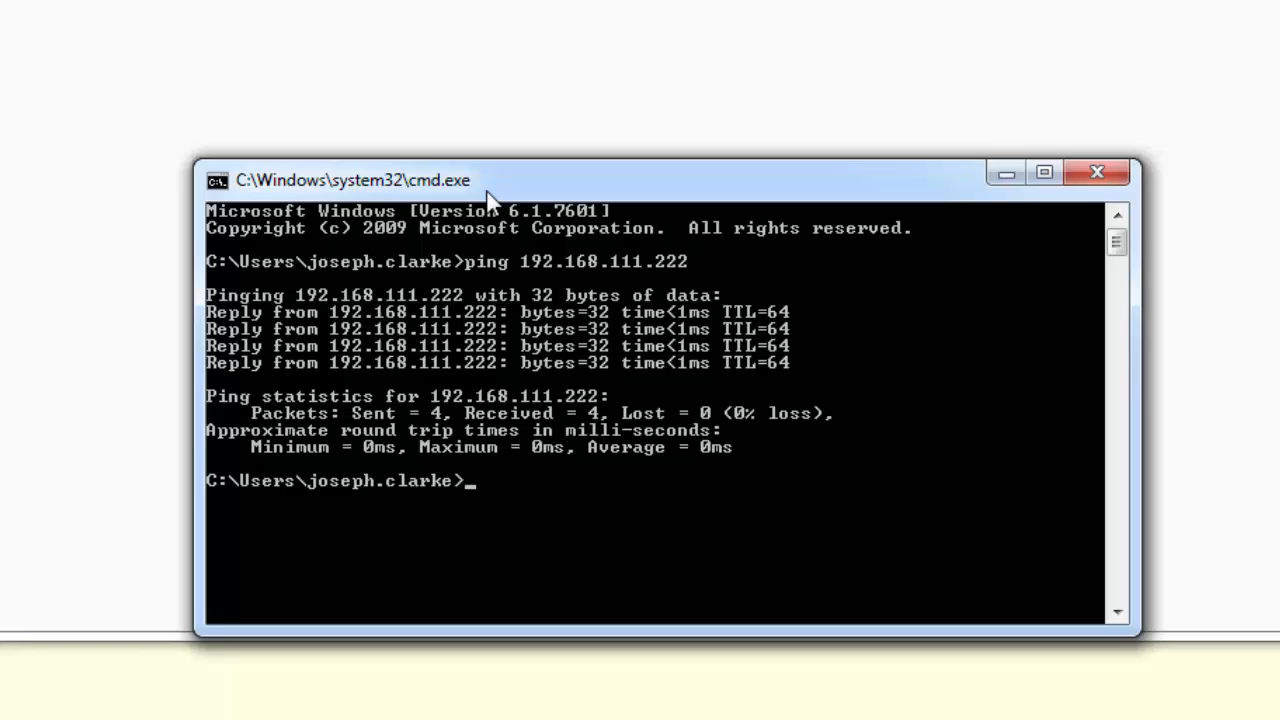 C:\Windows\system32\cmd.exe
Microsoft Windows [Version 6.1.7601]
Copyright (c) 2009 Microsoft Corporation.  All rights reserved.
C:\Users\joseph.clarke>ping 192.168.111.222
Pinging 192.168.111.222 with 32 bytes of data:
Reply from 192.168.111.222: bytes=32 time<1ms TTL=64
Reply from 192.168.111.222: bytes=32 time<1ms TTL=64
Reply from 192.168.111.222: bytes=32 time<1ms TTL=64
Reply from 192.168.111.222: bytes=32 time<1ms TTL=64
Ping statistics for 192.168.111.222:
    Packets: Sent = 4, Received = 4, Lost = 0 (0% loss),
Approximate round trip times in milli-seconds:
    Minimum = 0ms, Maximum = 0ms, Average = 0ms
C:\Users\joseph.clarke>_